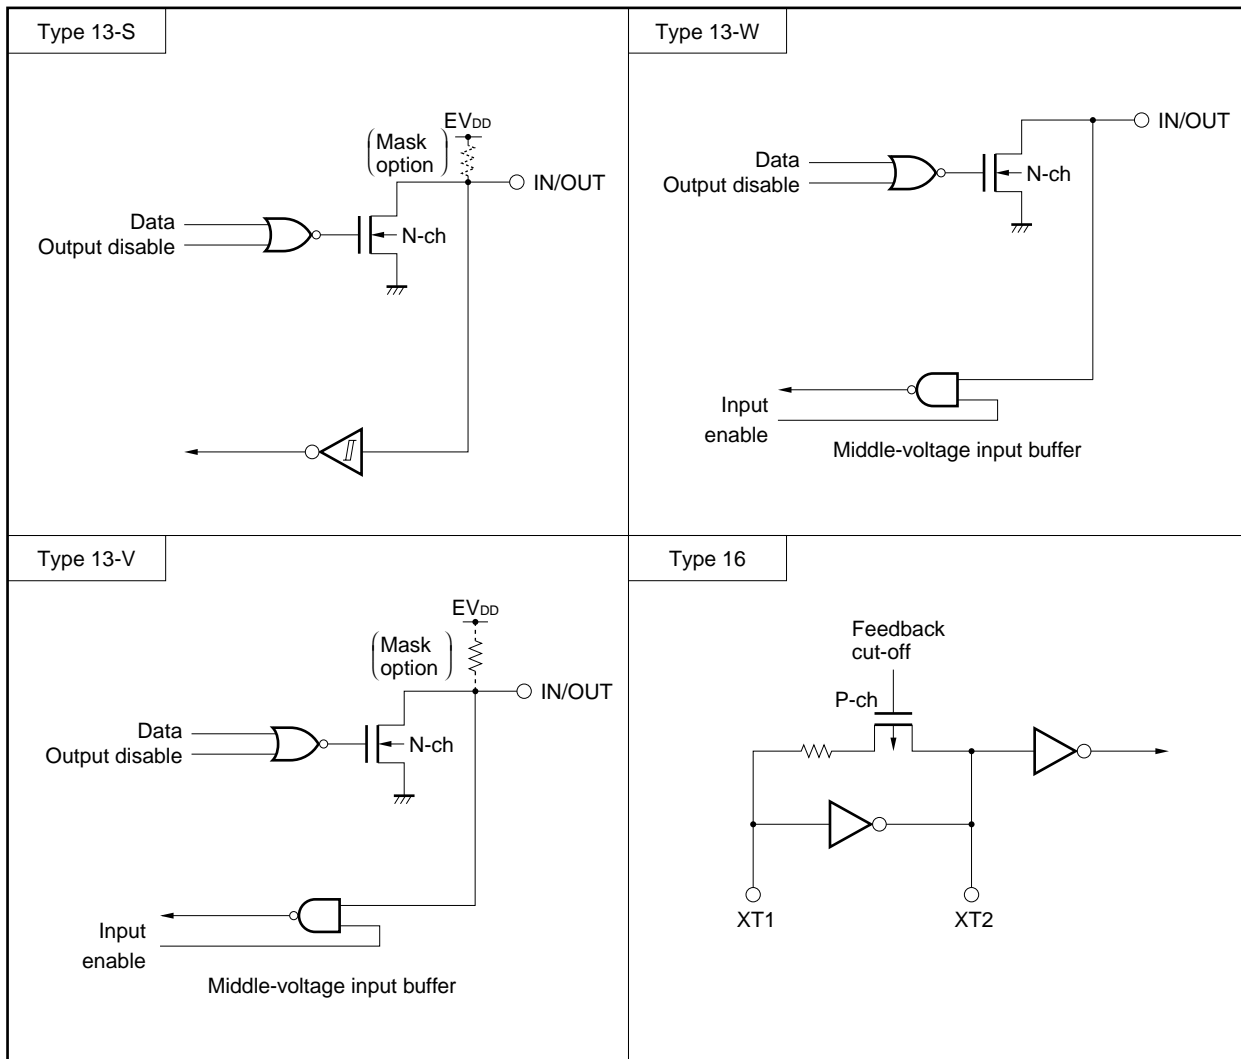 Type 13-S
EVDD
Mask
option
IN/OUT
Data
Output disable
N-ch
Type 13-W
IN/OUT
Data
Output disable
N-ch
Input
enable
Middle-voltage input buffer
Type 13-V
EVDD
Mask
option
IN/OUT
Data
Output disable
N-ch
Input
enable
Middle-voltage input buffer
Type 16
Feedback
cut-off
P-ch
XT1
XT2